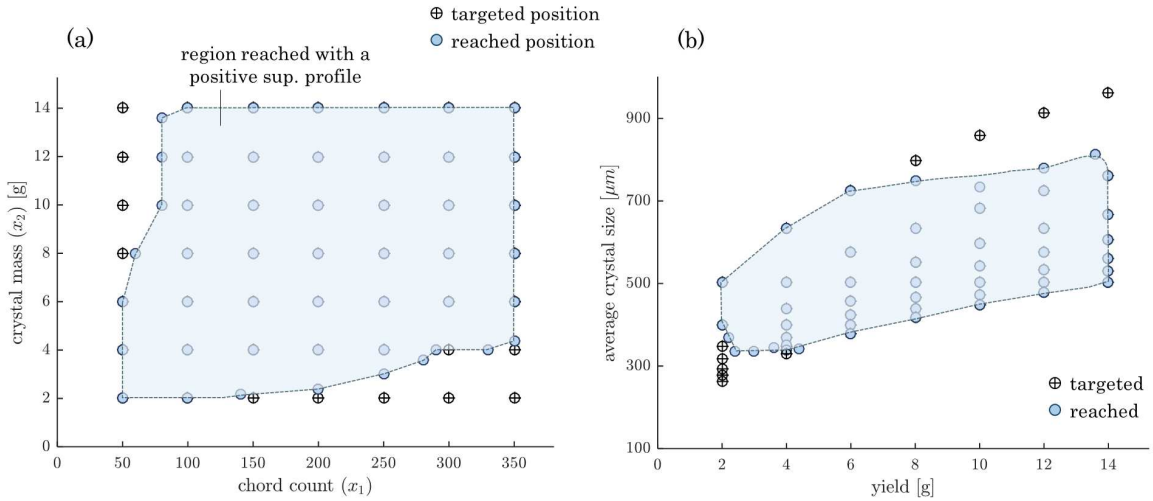 targeted position
reached position
(a)
region reached with a
positive sup. profile
14
12
10
8
6
4
2
0
crystal mass (x₂) [g]
0 50 100 150 200 250 300 350
chord count (x₁)
(b)
900
700
500
300
100
average crystal size [μm]
targeted
reached
0 2 4 6 8 10 12 14
yield [g]